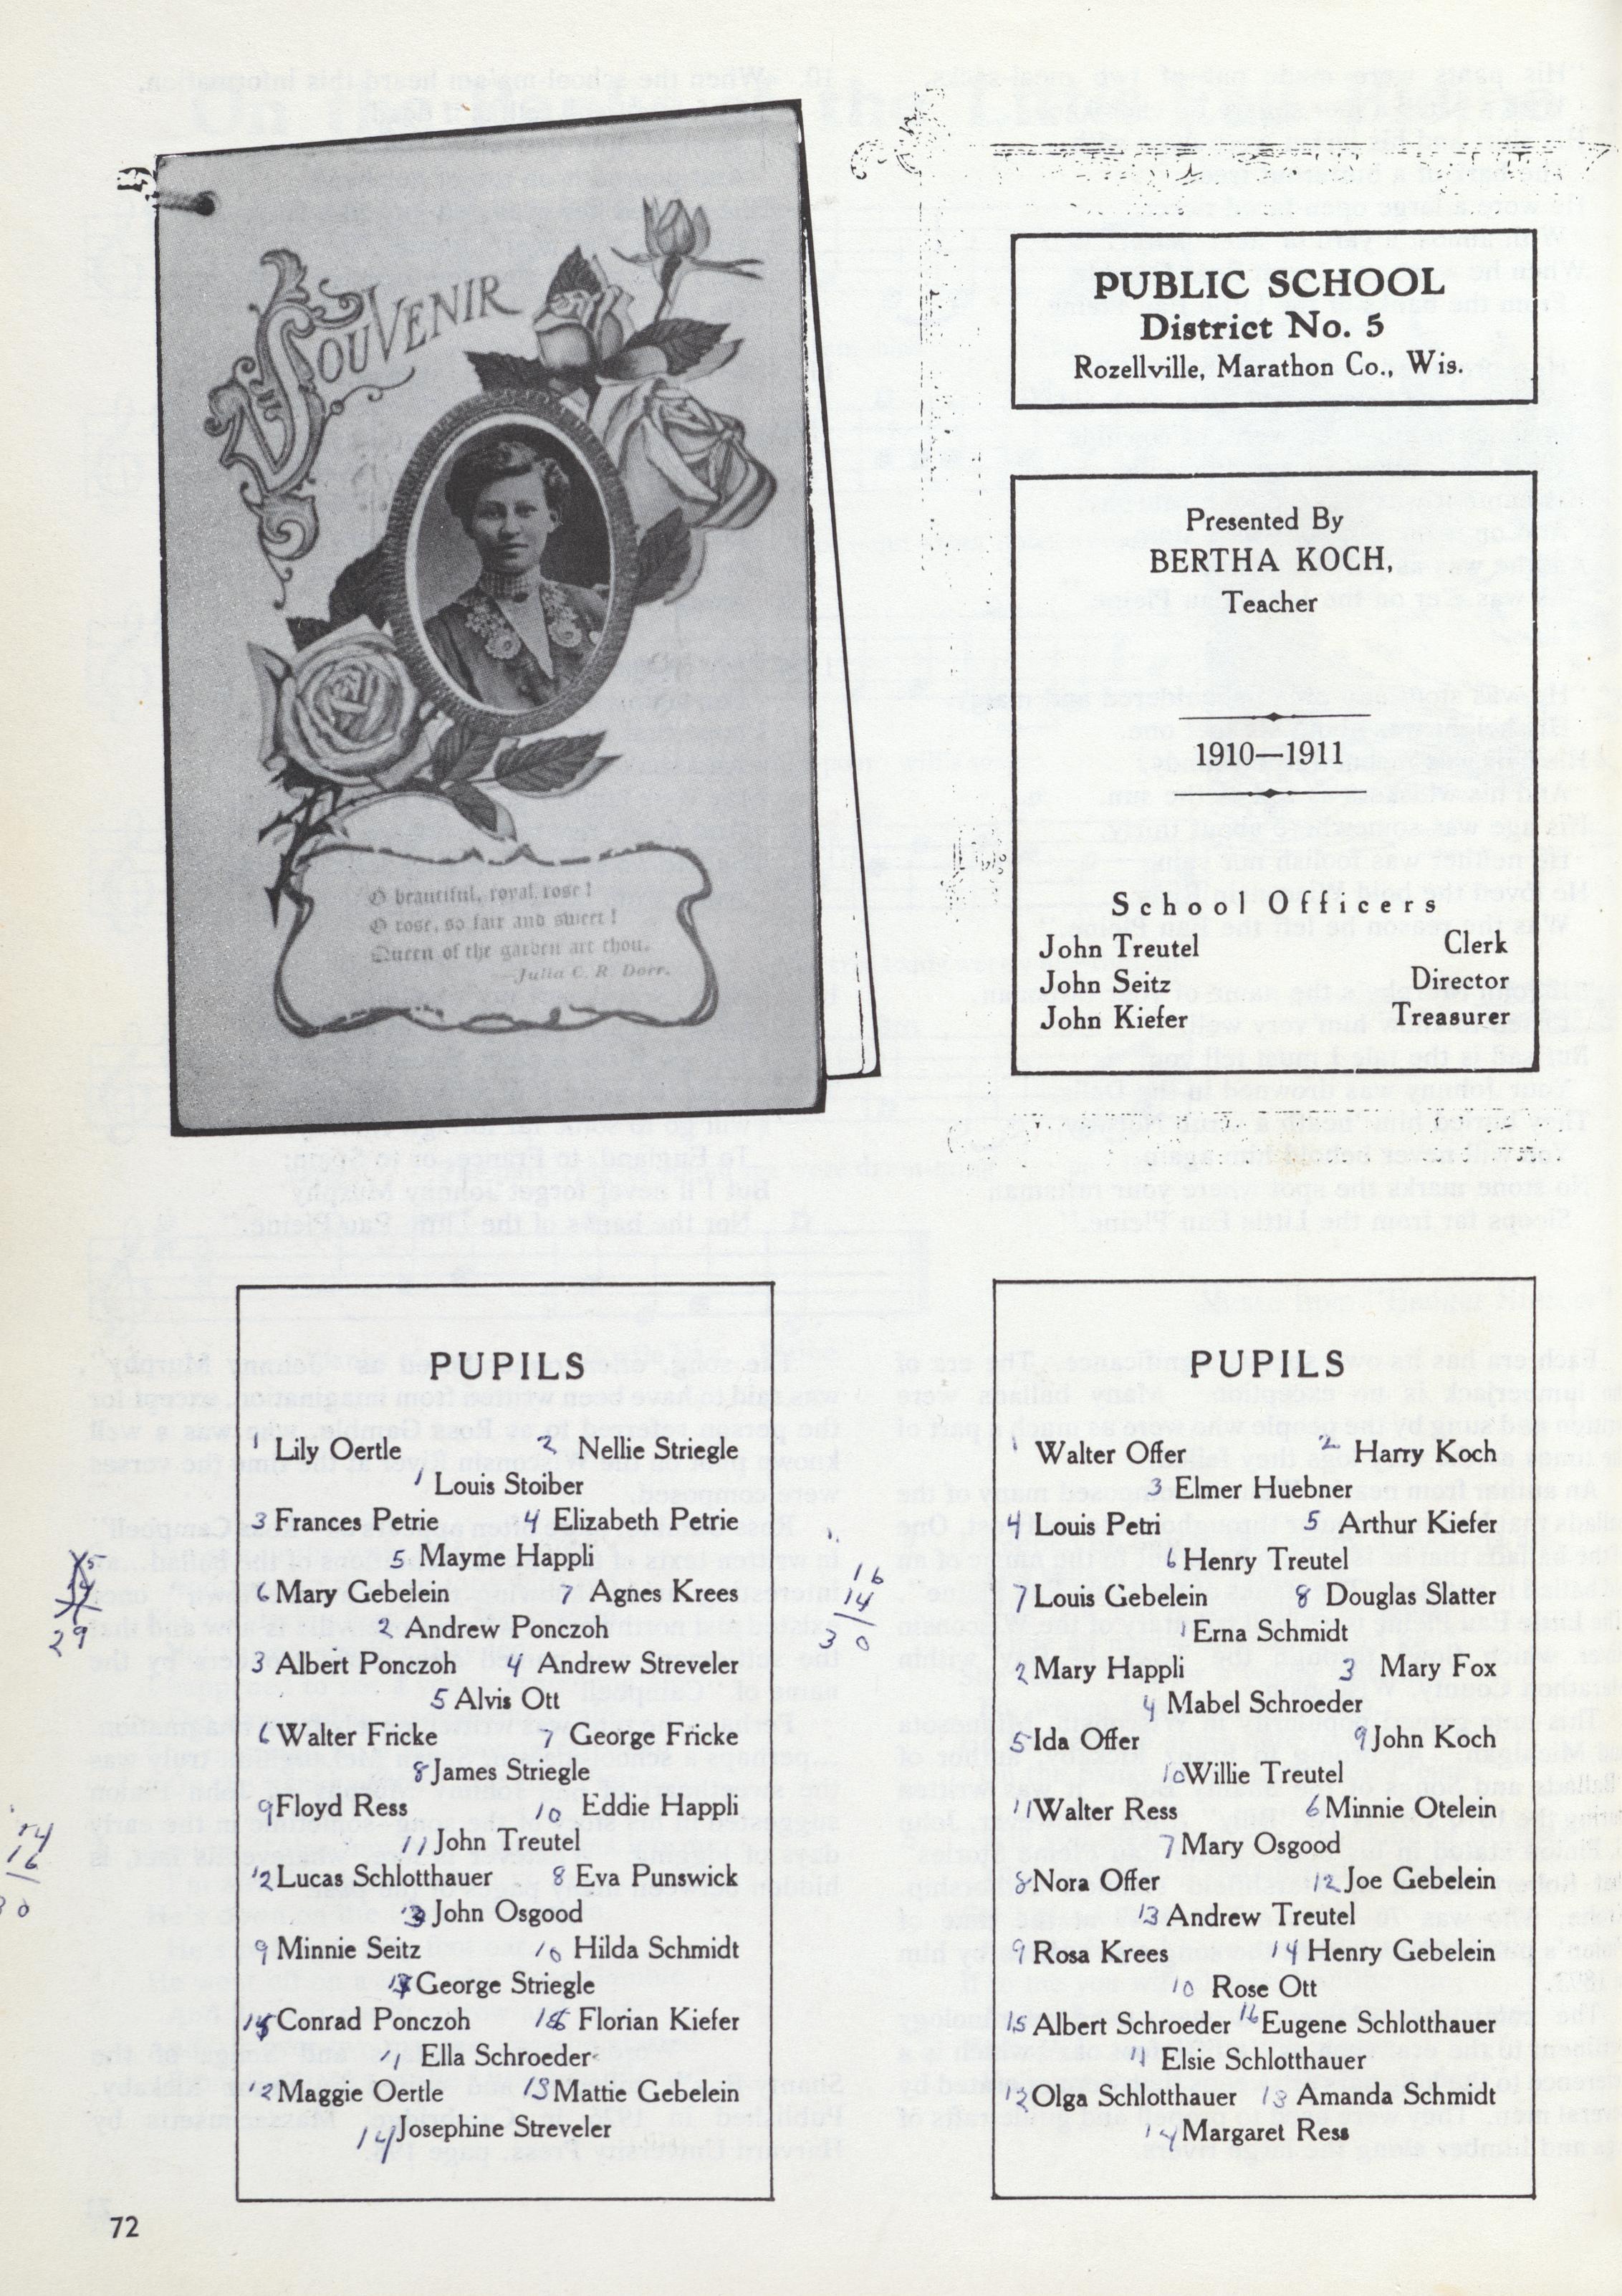 SOUVENIR
O beautiful, royal rose!
O rose, so fair and sweet!
Queen of the garden art thou.
—Julia C. R. Dorr.
PUBLIC SCHOOL
District No. 5
Rozellville, Marathon Co., Wis.
Presented By
BERTHA KOCH,
Teacher
1910—1911
School Officers
John Treutel Clerk
John Seitz Director
John Kiefer Treasurer
PUPILS
1 Lily Oertle 2 Nellie Striegle
1 Louis Stoiber
3 Frances Petrie 4 Elizabeth Petrie
5 Mayme Happli
6 Mary Gebelein 7 Agnes Krees
2 Andrew Ponczoh
3 Albert Ponczoh 4 Andrew Streveler
5 Alvis Ott
6 Walter Fricke 7 George Fricke
8 James Striegle
9 Floyd Ress 10 Eddie Happli
11 John Treutel
12 Lucas Schlotthauer 8 Eva Punswick
13 John Osgood
9 Minnie Seitz 10 Hilda Schmidt
George Striegle
Conrad Ponczoh Florian Kiefer
11 Ella Schroeder
12 Maggie Oertle 13 Mattie Gebelein
14 Josephine Streveler
29
14
16
30
PUPILS
1 Walter Offer 2 Harry Koch
3 Elmer Huebner
4 Louis Petri 5 Arthur Kiefer
6 Henry Treutel
7 Louis Gebelein 8 Douglas Slatter
1 Erna Schmidt
2 Mary Happli 3 Mary Fox
4 Mabel Schroeder
5 Ida Offer 9 John Koch
10 Willie Treutel
11 Walter Ress 6 Minnie Otelein
7 Mary Osgood
8 Nora Offer 12 Joe Gebelein
13 Andrew Treutel
9 Rosa Krees 14 Henry Gebelein
10 Rose Ott
15 Albert Schroeder 16 Eugene Schlotthauer
11 Elsie Schlotthauer
12 Olga Schlotthauer 13 Amanda Schmidt
14 Margaret Ress
16
14
30
72